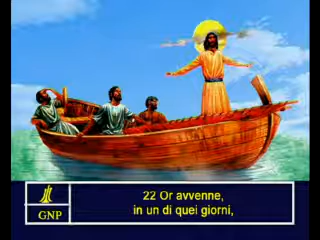 22 Or avvenne,
in un di quei giorni,
GNP